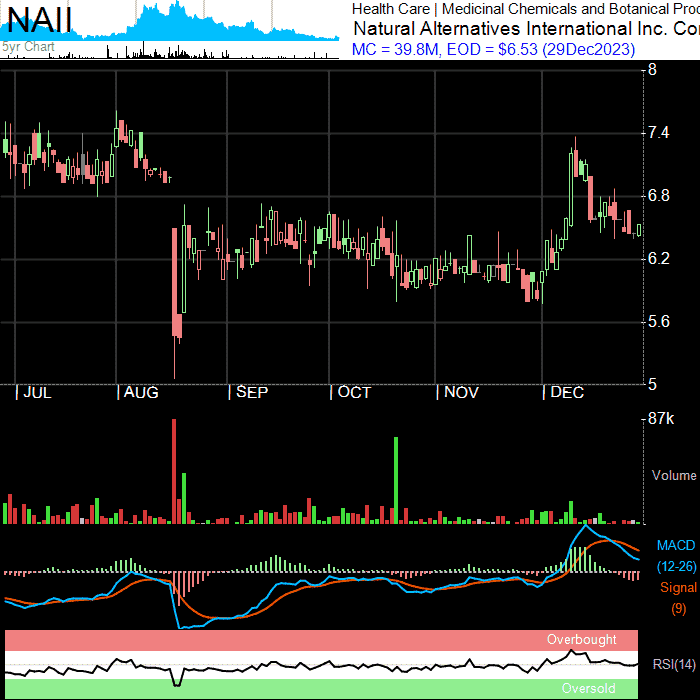 NAII
5yr Chart
Health Care | Medicinal Chemicals and Botanical Proc
Natural Alternatives International Inc. Cor
MC = 39.8M, EOD = $6.53 (29Dec2023)
8
7.4
6.8
6.2
5.6
5
JUL AUG SEP OCT NOV DEC
87k
Volume
MACD
(12-26)
Signal
(9)
Overbought
RSI(14)
Oversold